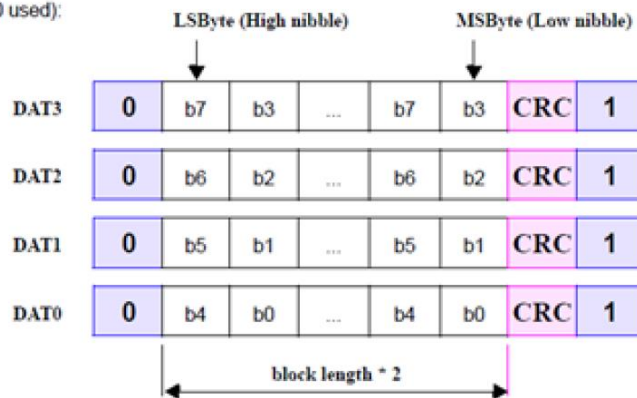 0 used):
LSByte (High nibble) MSByte (Low nibble)
DAT3 0 b7 b3 ... b7 b3 CRC 1
DAT2 0 b6 b2 ... b6 b2 CRC 1
DAT1 0 b5 b1 ... b5 b1 CRC 1
DAT0 0 b4 b0 ... b4 b0 CRC 1
block length * 2